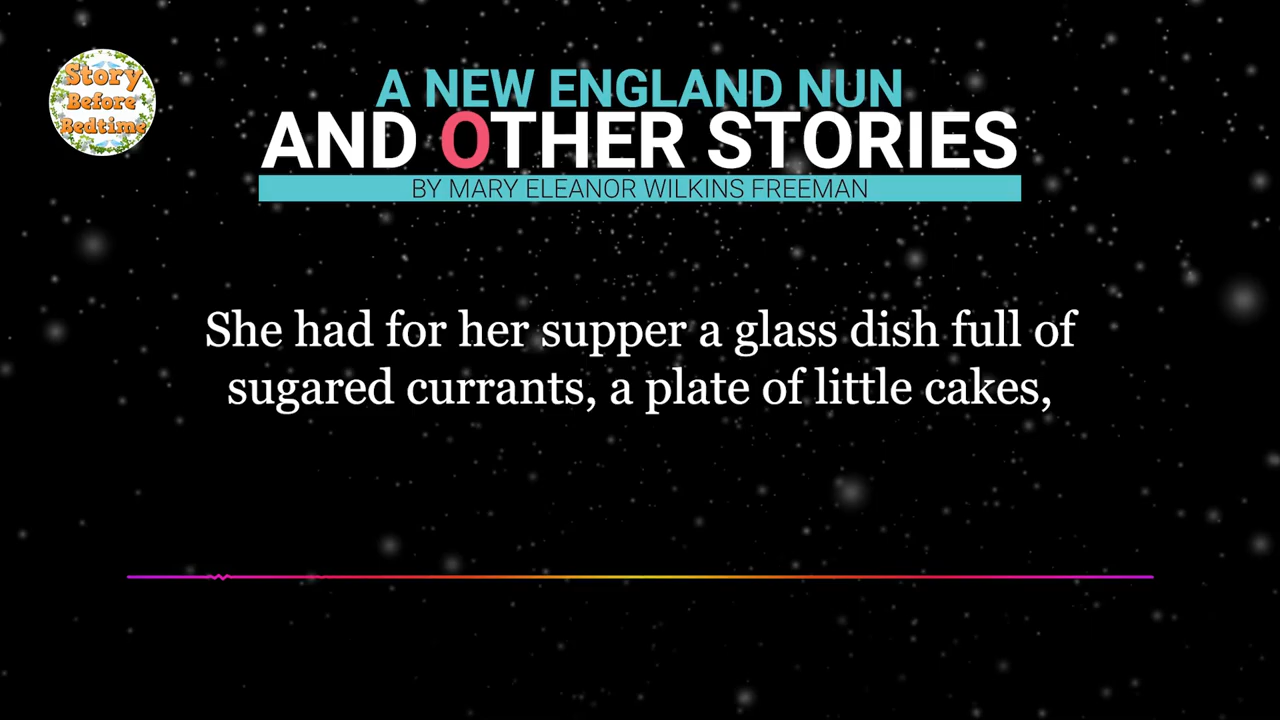 Story
Before
Bedtime
A NEW ENGLAND NUN
AND OTHER STORIES
BY MARY ELEANOR WILKINS FREEMAN
She had for her supper a glass dish full of
sugared currants, a plate of little cakes,